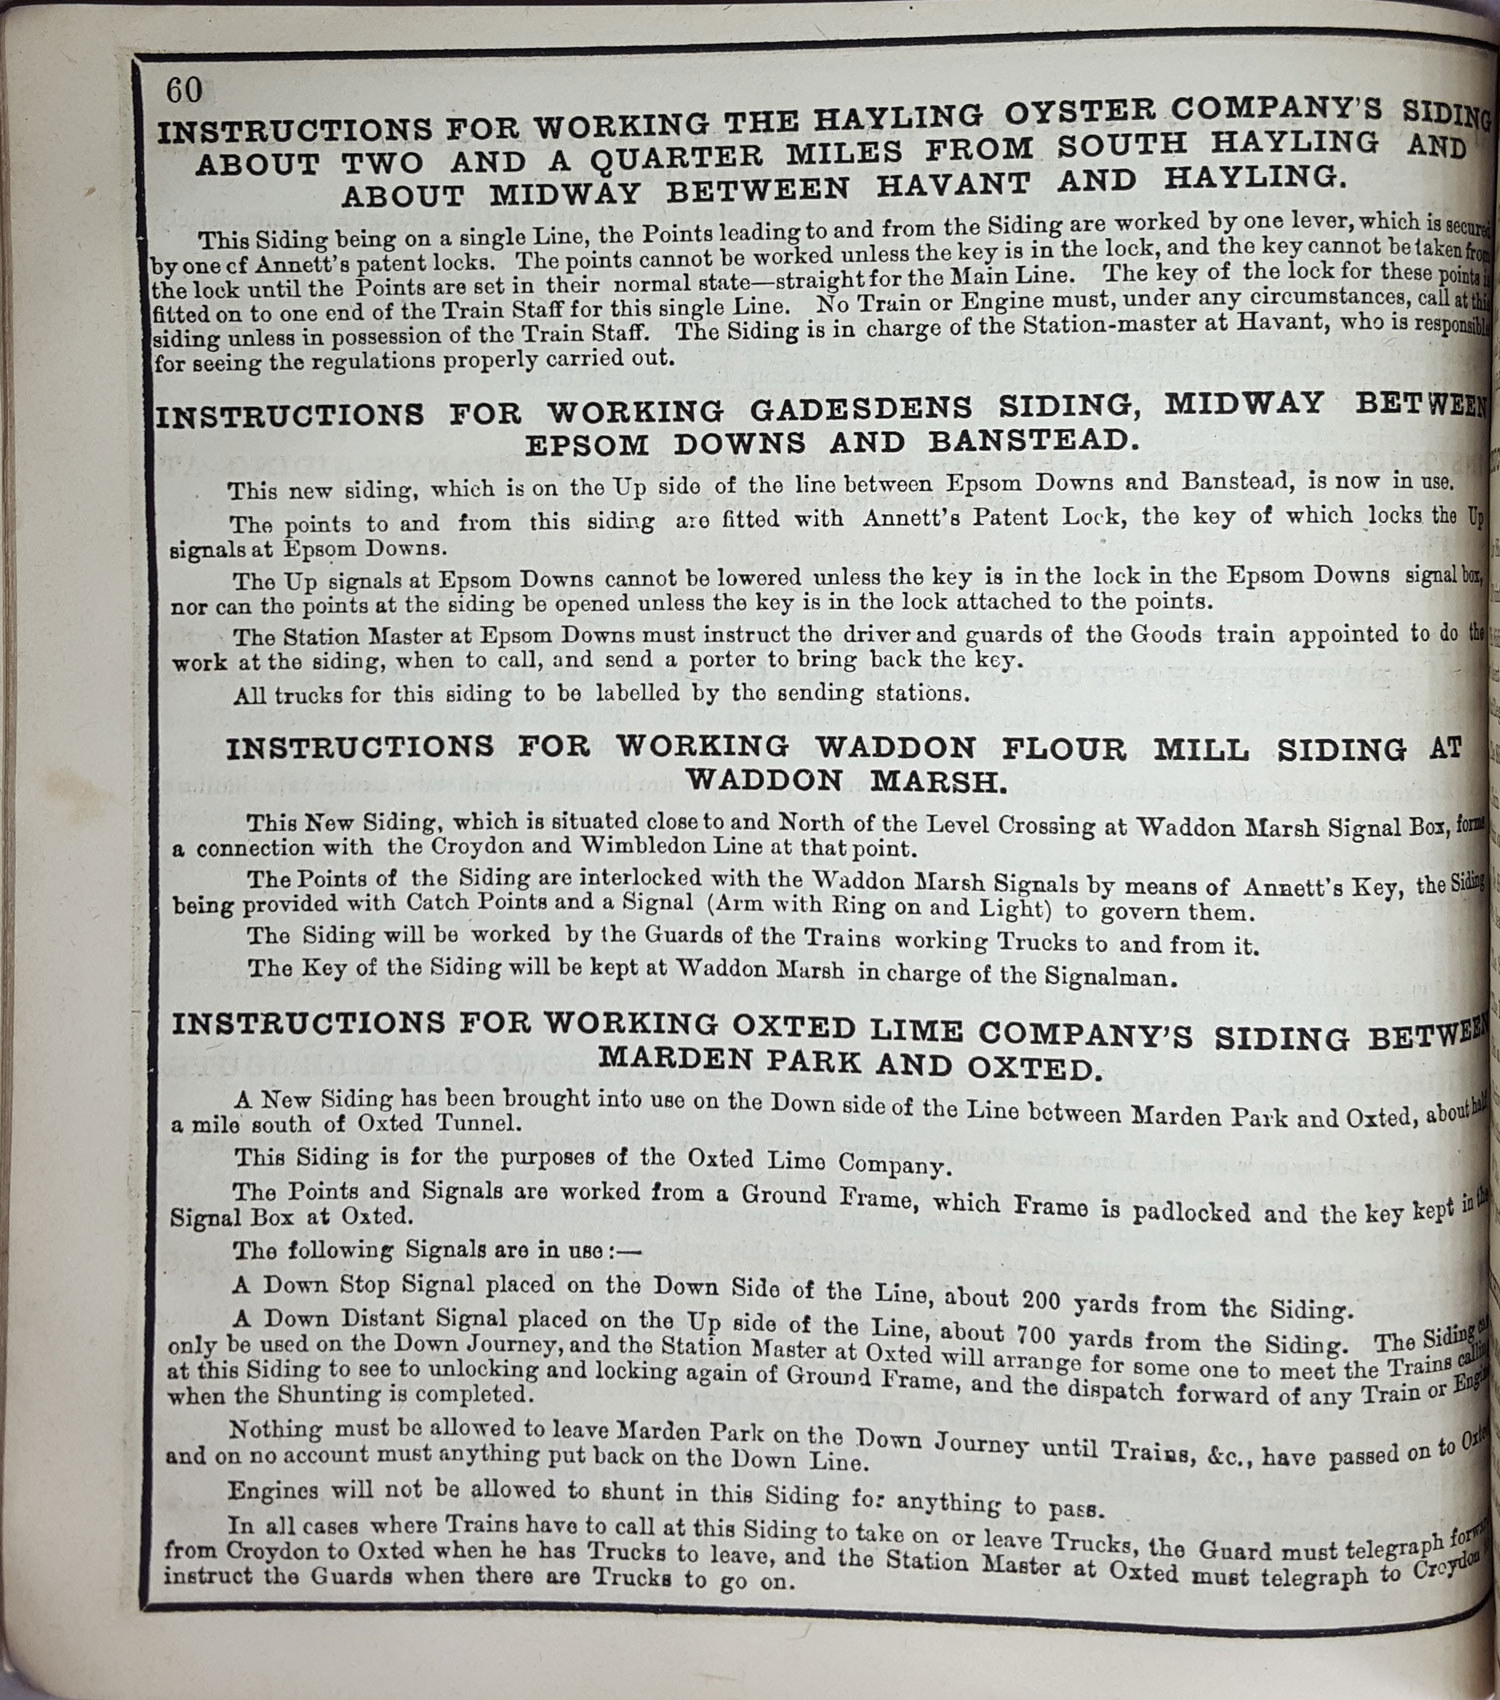 60
INSTRUCTIONS FOR WORKING THE HAYLING OYSTER COMPANY'S SIDING
ABOUT TWO AND A QUARTER MILES FROM SOUTH HAYLING AND
ABOUT MIDWAY BETWEEN HAVANT AND HAYLING.
This Siding being on a single Line, the Points leading to and from the Siding are worked by one lever, which is secured
by one cf Annett's patent locks. The points cannot be worked unless the key is in the lock, and the key cannot be taken from
the lock until the Points are set in their normal state—straight for the Main Line. The key of the lock for these points is
fitted on to one end of the Train Staff for this single Line. No Train or Engine must, under any circumstances, call at this
siding unless in possession of the Train Staff. The Siding is in charge of the Station-master at Havant, who is responsible
for seeing the regulations properly carried out.
INSTRUCTIONS FOR WORKING GADESDENS SIDING, MIDWAY BETWEEN
EPSOM DOWNS AND BANSTEAD.
This new siding, which is on the Up side of the line between Epsom Downs and Banstead, is now in use.
The points to and from this siding are fitted with Annett's Patent Lock, the key of which locks the Up
signals at Epsom Downs.
The Up signals at Epsom Downs cannot be lowered unless the key is in the lock in the Epsom Downs signal box,
nor can the points at the siding be opened unless the key is in the lock attached to the points.
The Station Master at Epsom Downs must instruct the driver and guards of the Goods train appointed to do the
work at the siding, when to call, and send a porter to bring back the key.
All trucks for this siding to be labelled by the sending stations.
INSTRUCTIONS FOR WORKING WADDON FLOUR MILL SIDING AT
WADDON MARSH.
This New Siding, which is situated close to and North of the Level Crossing at Waddon Marsh Signal Box, forms
a connection with the Croydon and Wimbledon Line at that point.
The Points of the Siding are interlocked with the Waddon Marsh Signals by means of Annett's Key, the Siding
being provided with Catch Points and a Signal (Arm with Ring on and Light) to govern them.
The Siding will be worked by the Guards of the Trains working Trucks to and from it.
The Key of the Siding will be kept at Waddon Marsh in charge of the Signalman.
INSTRUCTIONS FOR WORKING OXTED LIME COMPANY'S SIDING BETWEEN
MARDEN PARK AND OXTED.
A New Siding has been brought into use on the Down side of the Line between Marden Park and Oxted, about half
a mile south of Oxted Tunnel.
This Siding is for the purposes of the Oxted Lime Company.
The Points and Signals are worked from a Ground Frame, which Frame is padlocked and the key kept in the
Signal Box at Oxted.
The following Signals are in use:—
A Down Stop Signal placed on the Down Side of the Line, about 200 yards from the Siding.
A Down Distant Signal placed on the Up side of the Line, about 700 yards from the Siding. The Siding can
only be used on the Down Journey, and the Station Master at Oxted will arrange for some one to meet the Trains calling
at this Siding to see to unlocking and locking again of Ground Frame, and the dispatch forward of any Train or Engine
when the Shunting is completed.
Nothing must be allowed to leave Marden Park on the Down Journey until Trains, &c., have passed on to Oxted
and on no account must anything put back on the Down Line.
Engines will not be allowed to shunt in this Siding for anything to pass.
In all cases where Trains have to call at this Siding to take on or leave Trucks, the Guard must telegraph forward
from Croydon to Oxted when he has Trucks to leave, and the Station Master at Oxted must telegraph to Croydon
instruct the Guards when there are Trucks to go on.